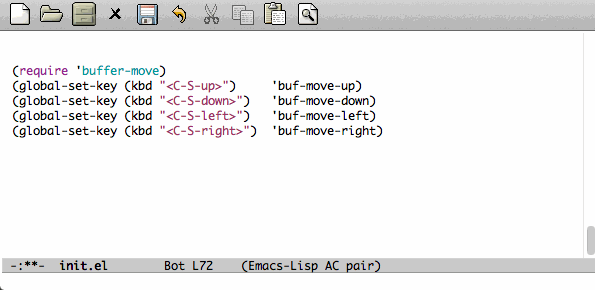 (require 'buffer-move)
(global-set-key (kbd "<C-S-up>")     'buf-move-up)
(global-set-key (kbd "<C-S-down>")   'buf-move-down)
(global-set-key (kbd "<C-S-left>")   'buf-move-left)
(global-set-key (kbd "<C-S-right>")  'buf-move-right)
-:**-  init.el        Bot L72    (Emacs-Lisp AC pair)